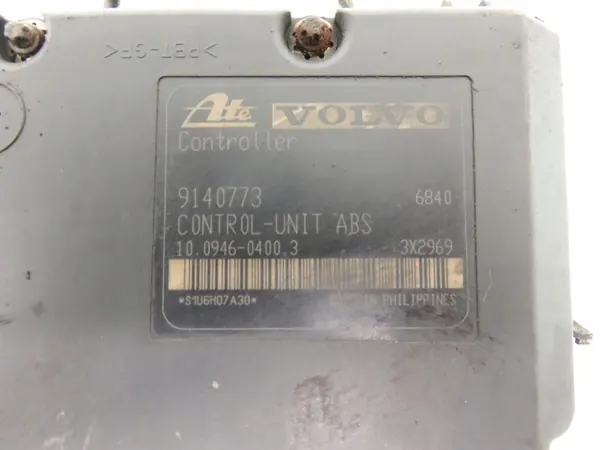 >PBT-GF<
Ate VOLVO
Controller
9140773 6840
CONTROL-UNIT ABS
10.0946-0400.3 3X2969
*S1U6H07A30* IN PHILIPPINES